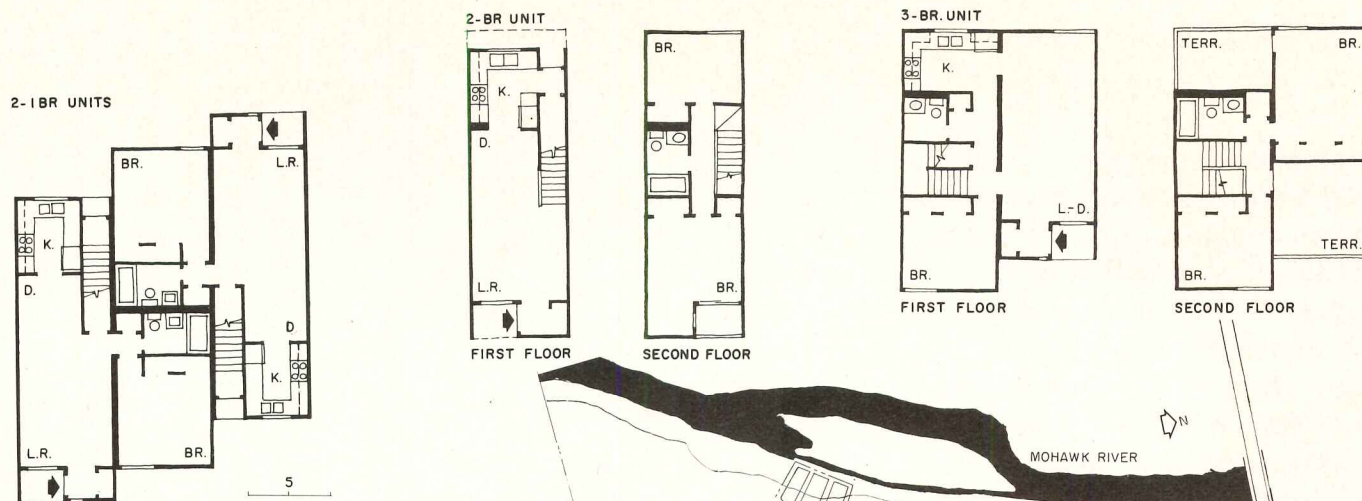 2-1BR UNITS
BR.
L.R.
K.
D.
D.
K.
L.R.
BR.
5
2-BR UNIT
K.
D.
L.R.
FIRST FLOOR
BR.
BR.
SECOND FLOOR
3-BR. UNIT
K.
L.-D.
BR.
FIRST FLOOR
TERR.
BR.
TERR.
BR.
SECOND FLOOR
N
MOHAWK RIVER